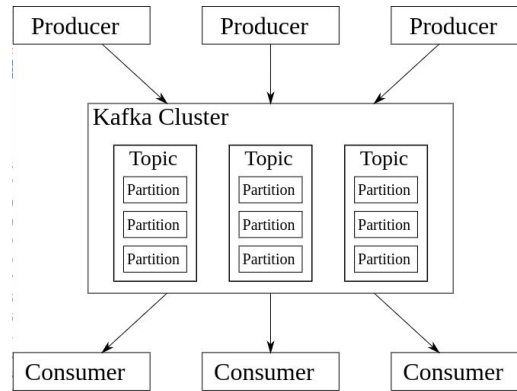 Producer Producer Producer
Kafka Cluster
Topic Topic Topic
Partition Partition Partition
Partition Partition Partition
Partition Partition Partition
Consumer Consumer Consumer